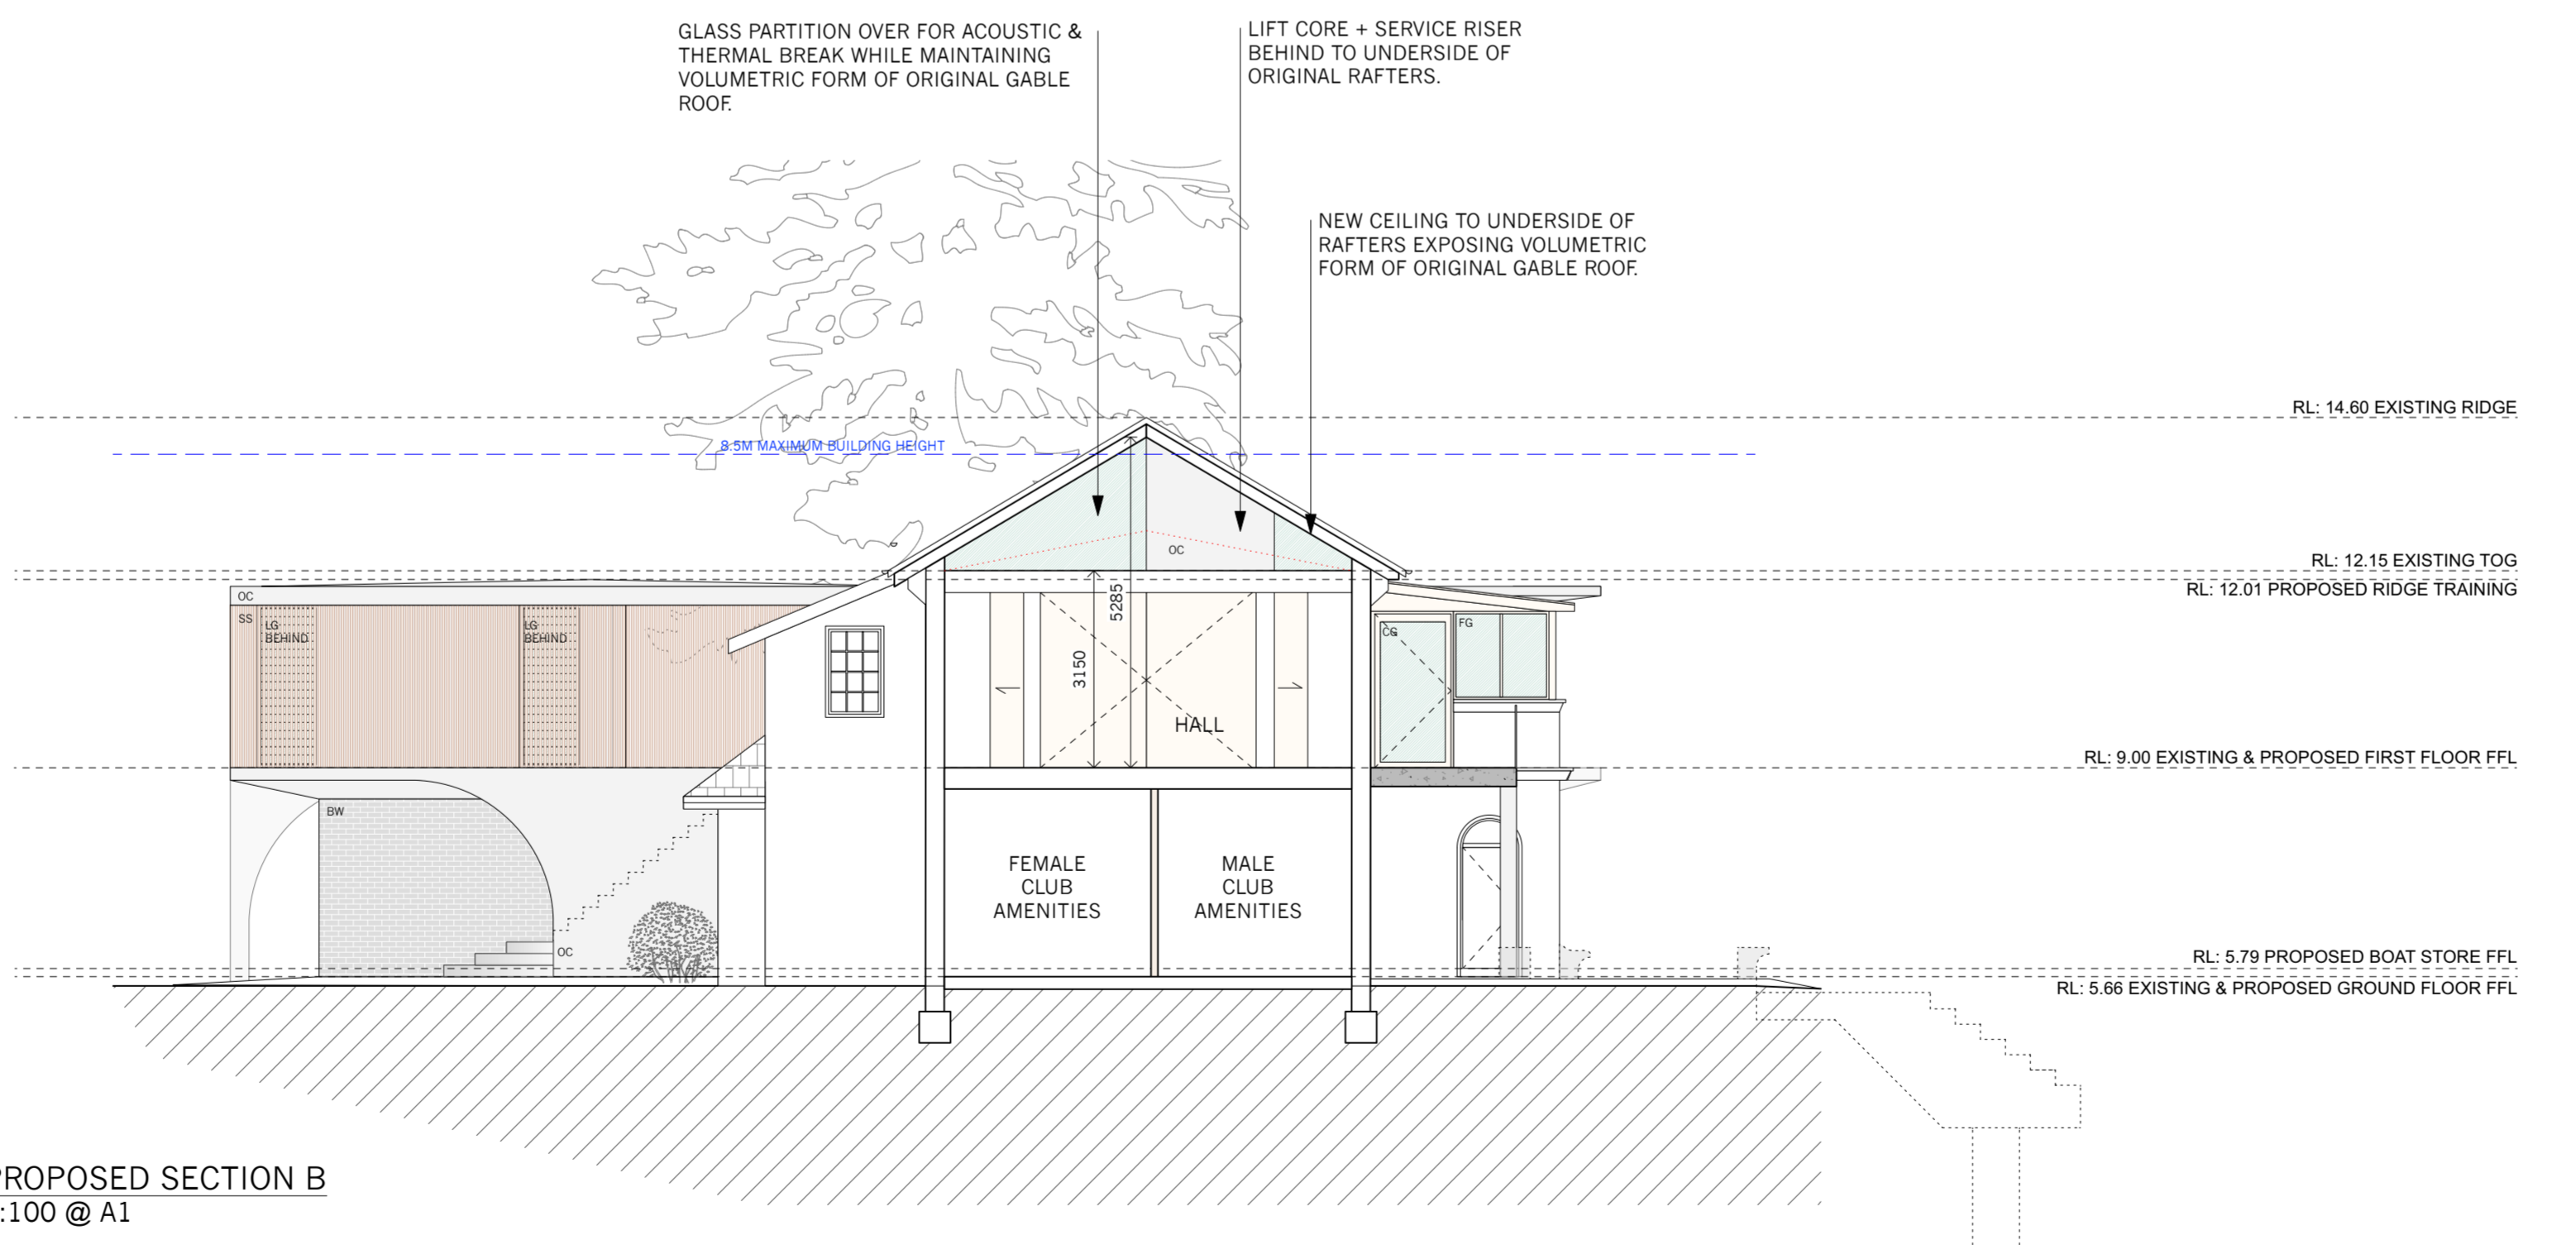 GLASS PARTITION OVER FOR ACOUSTIC &
THERMAL BREAK WHILE MAINTAINING
VOLUMETRIC FORM OF ORIGINAL GABLE
ROOF.
LIFT CORE + SERVICE RISER
BEHIND TO UNDERSIDE OF
ORIGINAL RAFTERS.
NEW CEILING TO UNDERSIDE OF
RAFTERS EXPOSING VOLUMETRIC
FORM OF ORIGINAL GABLE ROOF.
RL: 14.60 EXISTING RIDGE
8.5M MAXIMUM BUILDING HEIGHT
OC
RL: 12.15 EXISTING TOG
RL: 12.01 PROPOSED RIDGE TRAINING
OC
SS
LG
BEHIND
LG
BEHIND
5285
3150
HALL
CG
FG
RL: 9.00 EXISTING & PROPOSED FIRST FLOOR FFL
BW
FEMALE
CLUB
AMENITIES
MALE
CLUB
AMENITIES
OC
RL: 5.79 PROPOSED BOAT STORE FFL
RL: 5.66 EXISTING & PROPOSED GROUND FLOOR FFL
PROPOSED SECTION B
:100 @ A1